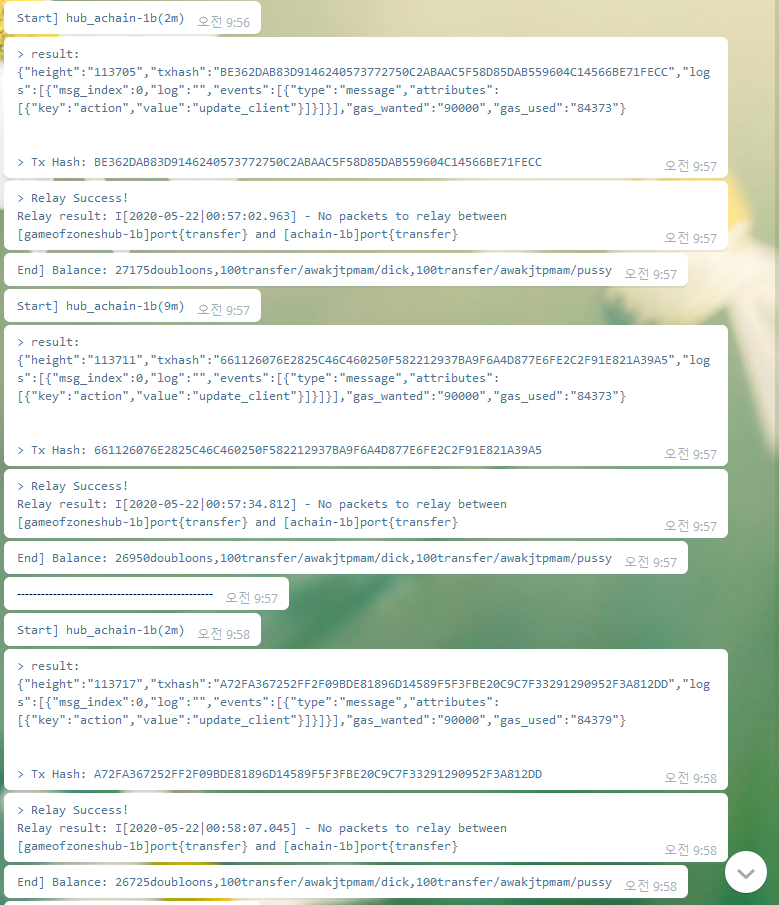 Start] hub_achain-1b(2m) 오전 9:56
> result:
{"height":"113705","txhash":"BE362DAB83D9146240573772750C2ABAAC5F58D85DAB559604C14566BE71FECC","log
s":[{"msg_index":0,"log":"","events":[{"type":"message","attributes":
[{"key":"action","value":"update_client"}]}]}],"gas_wanted":"90000","gas_used":"84373"}
> Tx Hash: BE362DAB83D9146240573772750C2ABAAC5F58D85DAB559604C14566BE71FECC
오전 9:57
> Relay Success!
Relay result: I[2020-05-22|00:57:02.963] - No packets to relay between
[gameofzoneshub-1b]port{transfer} and [achain-1b]port{transfer}
오전 9:57
End] Balance: 27175doubloons,100transfer/awakjtpmam/dick,100transfer/awakjtpmam/pussy 오전 9:57
Start] hub_achain-1b(9m) 오전 9:57
> result:
{"height":"113711","txhash":"661126076E2825C46C460250F582212937BA9F6A4D877E6FE2C2F91E821A39A5","log
s":[{"msg_index":0,"log":"","events":[{"type":"message","attributes":
[{"key":"action","value":"update_client"}]}]}],"gas_wanted":"90000","gas_used":"84373"}
> Tx Hash: 661126076E2825C46C460250F582212937BA9F6A4D877E6FE2C2F91E821A39A5
오전 9:57
> Relay Success!
Relay result: I[2020-05-22|00:57:34.812] - No packets to relay between
[gameofzoneshub-1b]port{transfer} and [achain-1b]port{transfer}
오전 9:57
End] Balance: 26950doubloons,100transfer/awakjtpmam/dick,100transfer/awakjtpmam/pussy 오전 9:57
------------------------------------------------- 오전 9:57
Start] hub_achain-1b(2m) 오전 9:58
> result:
{"height":"113717","txhash":"A72FA367252FF2F09BDE81896D14589F5F3FBE20C9C7F33291290952F3A812DD","log
s":[{"msg_index":0,"log":"","events":[{"type":"message","attributes":
[{"key":"action","value":"update_client"}]}]}],"gas_wanted":"90000","gas_used":"84379"}
> Tx Hash: A72FA367252FF2F09BDE81896D14589F5F3FBE20C9C7F33291290952F3A812DD
오전 9:58
> Relay Success!
Relay result: I[2020-05-22|00:58:07.045] - No packets to relay between
[gameofzoneshub-1b]port{transfer} and [achain-1b]port{transfer}
오전 9:58
End] Balance: 26725doubloons,100transfer/awakjtpmam/dick,100transfer/awakjtpmam/pussy 오전 9:58